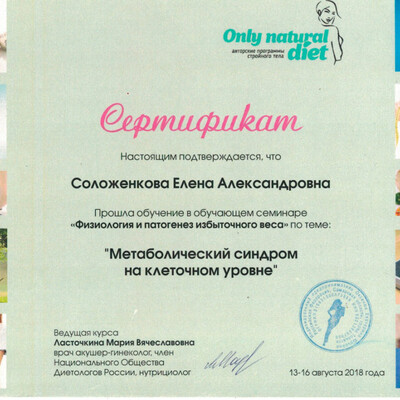 Only natural
diet
авторские программы
стройного тела
Сертификат
Настоящим подтверждается, что
Соложенкова Елена Александровна
Прошла обучение в обучающем семинаре
«Физиология и патогенез избыточного веса» по теме:
"Метаболический синдром
на клеточном уровне"
Ведущая курса
Ласточкина Мария Вячеславовна
врач акушер-гинеколог, член
Национального Общества
Диетологов России, нутрициолог
13-16 августа 2018 года